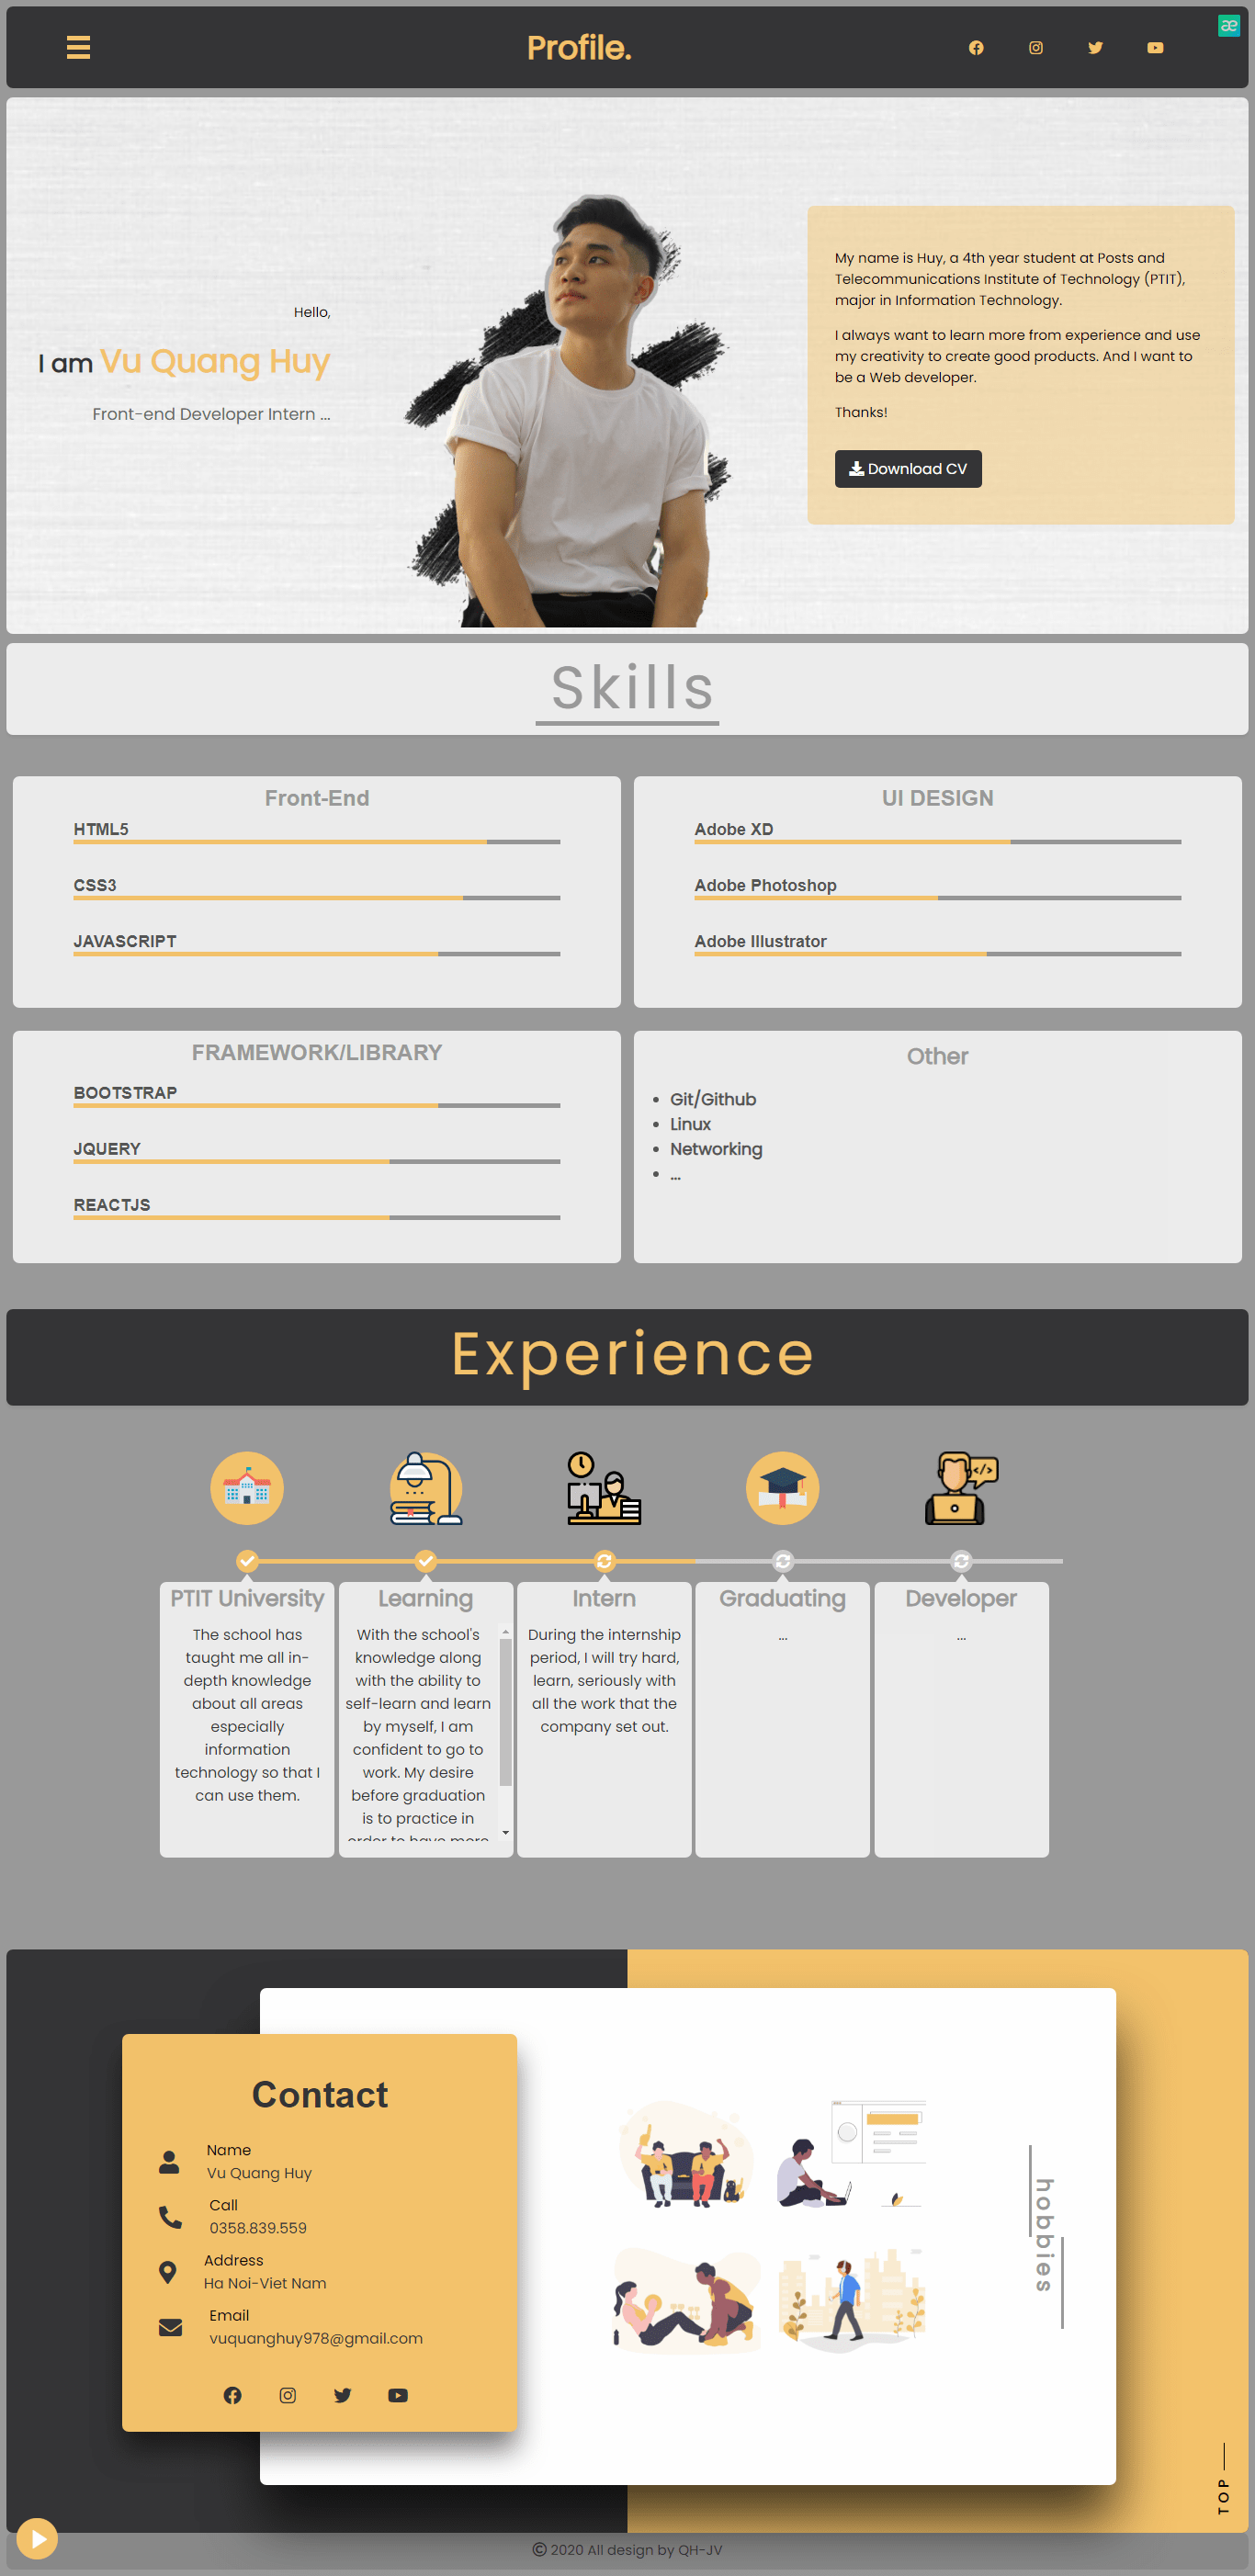 Profile.
æ
Hello,
I am Vu Quang Huy
Front-end Developer Intern ...
My name is Huy, a 4th year student at Posts and
Telecommunications Institute of Technology (PTIT),
major in Information Technology.
I always want to learn more from experience and use
my creativity to create good products. And I want to
be a Web developer.
Thanks!
Download CV
Skills
Front-End
HTML5
CSS3
JAVASCRIPT
UI DESIGN
Adobe XD
Adobe Photoshop
Adobe Illustrator
FRAMEWORK/LIBRARY
BOOTSTRAP
JQUERY
REACTJS
Other
Git/Github
Linux
Networking
...
Experience
PTIT University
The school has
taught me all in-
depth knowledge
about all areas
especially
information
technology so that I
can use them.
Learning
With the school's
knowledge along
with the ability to
self-learn and learn
by myself, I am
confident to go to
work. My desire
before graduation
is to practice in
order to have more
Intern
During the internship
period, I will try hard,
learn, seriously with
all the work that the
company set out.
Graduating
...
Developer
...
Contact
Name
Vu Quang Huy
Call
0358.839.559
Address
Ha Noi-Viet Nam
Email
vuquanghuy978@gmail.com
hobbies
TOP
© 2020 All design by QH-JV